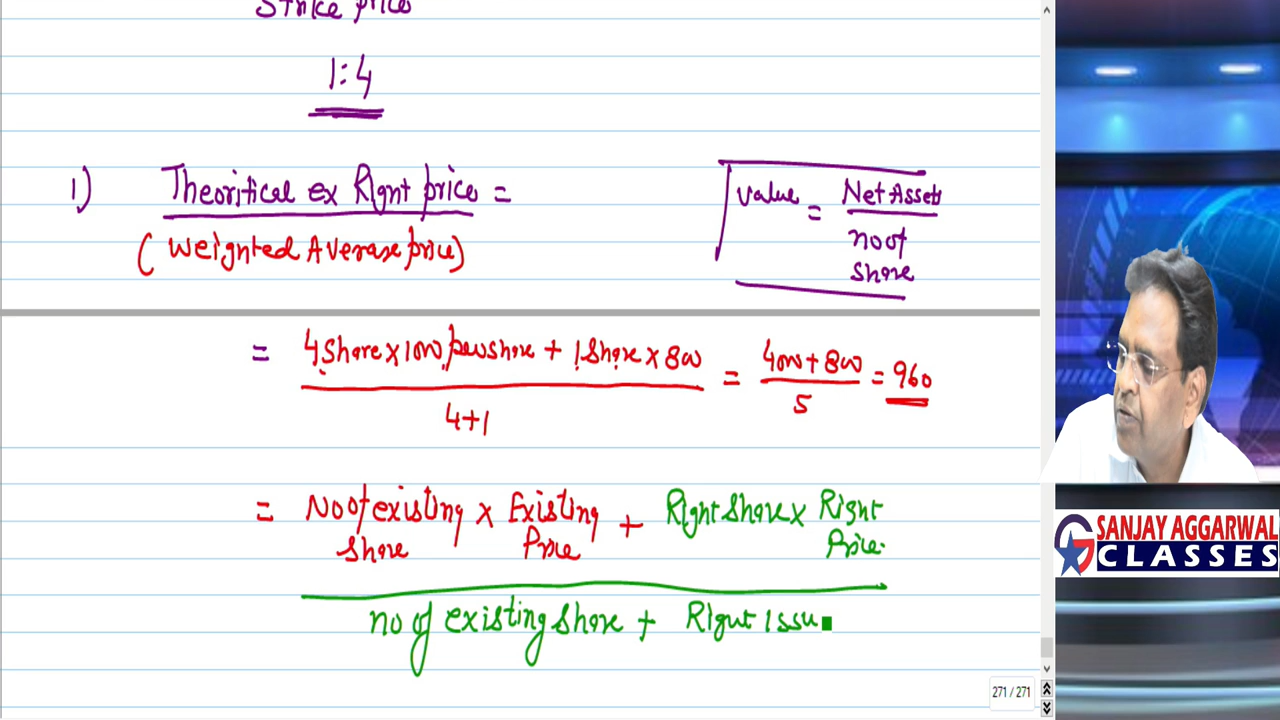 Strike price
1:4
1) Theoritical ex Right price =
(Weighted Average price)
Value = Net Assets
no of
share
= 4 Share x 1000 per share + 1 Share x 800 = 4000 + 800 = 960
4+1 5
= No of existing share x Existing Price + Right Share x Right Price.
no of existing share + Right issu
271 / 271
SANJAY AGGARWAL
CLASSES